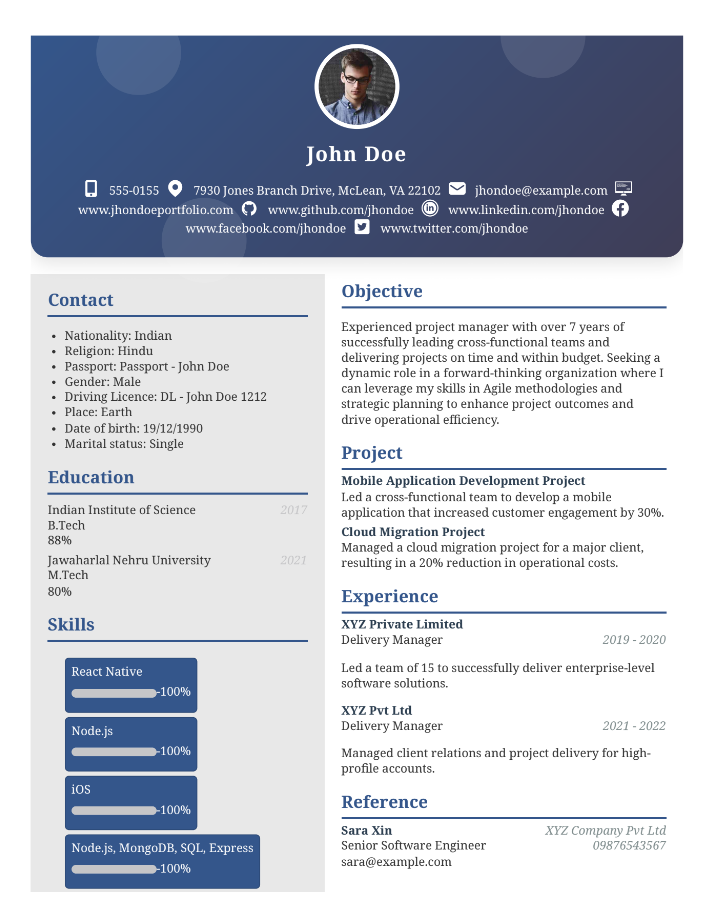 John Doe
555-0155 7930 Jones Branch Drive, McLean, VA 22102 jhondoe@example.com
www.jhondoeportfolio.com www.github.com/jhondoe www.linkedin.com/jhondoe
www.facebook.com/jhondoe www.twitter.com/jhondoe
Contact
• Nationality: Indian
• Religion: Hindu
• Passport: Passport - John Doe
• Gender: Male
• Driving Licence: DL - John Doe 1212
• Place: Earth
• Date of birth: 19/12/1990
• Marital status: Single
Education
Indian Institute of Science 2017
B.Tech
88%
Jawaharlal Nehru University 2021
M.Tech
80%
Skills
React Native
-100%
Node.js
-100%
iOS
-100%
Node.js, MongoDB, SQL, Express
-100%
Objective
Experienced project manager with over 7 years of
successfully leading cross-functional teams and
delivering projects on time and within budget. Seeking a
dynamic role in a forward-thinking organization where I
can leverage my skills in Agile methodologies and
strategic planning to enhance project outcomes and
drive operational efficiency.
Project
Mobile Application Development Project
Led a cross-functional team to develop a mobile
application that increased customer engagement by 30%.
Cloud Migration Project
Managed a cloud migration project for a major client,
resulting in a 20% reduction in operational costs.
Experience
XYZ Private Limited
Delivery Manager 2019 - 2020
Led a team of 15 to successfully deliver enterprise-level
software solutions.
XYZ Pvt Ltd
Delivery Manager 2021 - 2022
Managed client relations and project delivery for high-
profile accounts.
Reference
Sara Xin XYZ Company Pvt Ltd
Senior Software Engineer 09876543567
sara@example.com